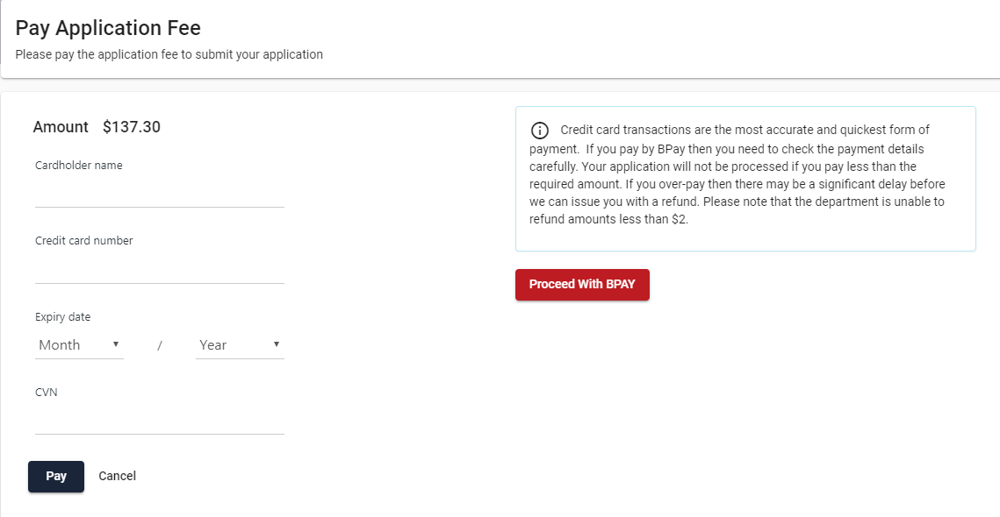 Pay Application Fee
Please pay the application fee to submit your application
Amount $137.30
Cardholder name
Credit card number
Expiry date
Month / Year
CVN
Pay Cancel
Credit card transactions are the most accurate and quickest form of
payment. If you pay by BPay then you need to check the payment details
carefully. Your application will not be processed if you pay less than the
required amount. If you over-pay then there may be a significant delay before
we can issue you with a refund. Please note that the department is unable to
refund amounts less than $2.
Proceed With BPAY